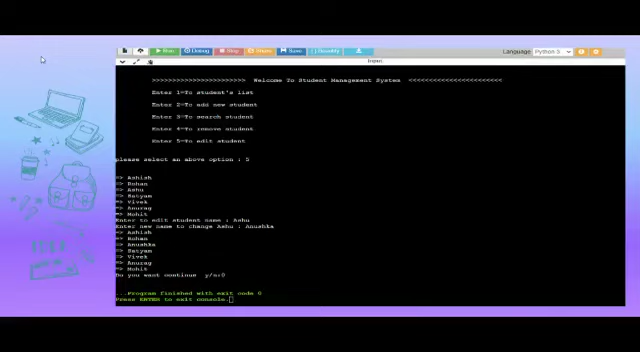 Run Debug Stop Share Save { } Beautify
Language Python 3
input
>>>>>>>>>>>>>>>>>>>>>>> Welcome To Student Management System <<<<<<<<<<<<<<<<<<<<<<<
Enter 1=To student's list
Enter 2=To add new student
Enter 3=To search student
Enter 4=To remove student
Enter 5=To edit student
please select an above option : 5
=> Ashish
=> Rohan
=> Ashu
=> Satyam
=> Vivek
=> Anurag
=> Mohit
Enter to edit student name : Ashu
Enter new name to change Ashu : Anushka
=> Ashish
=> Rohan
=> Anushka
=> Satyam
=> Vivek
=> Anurag
=> Mohit
Do you want continue y/n:0
...Program finished with exit code 0
Press ENTER to exit console.